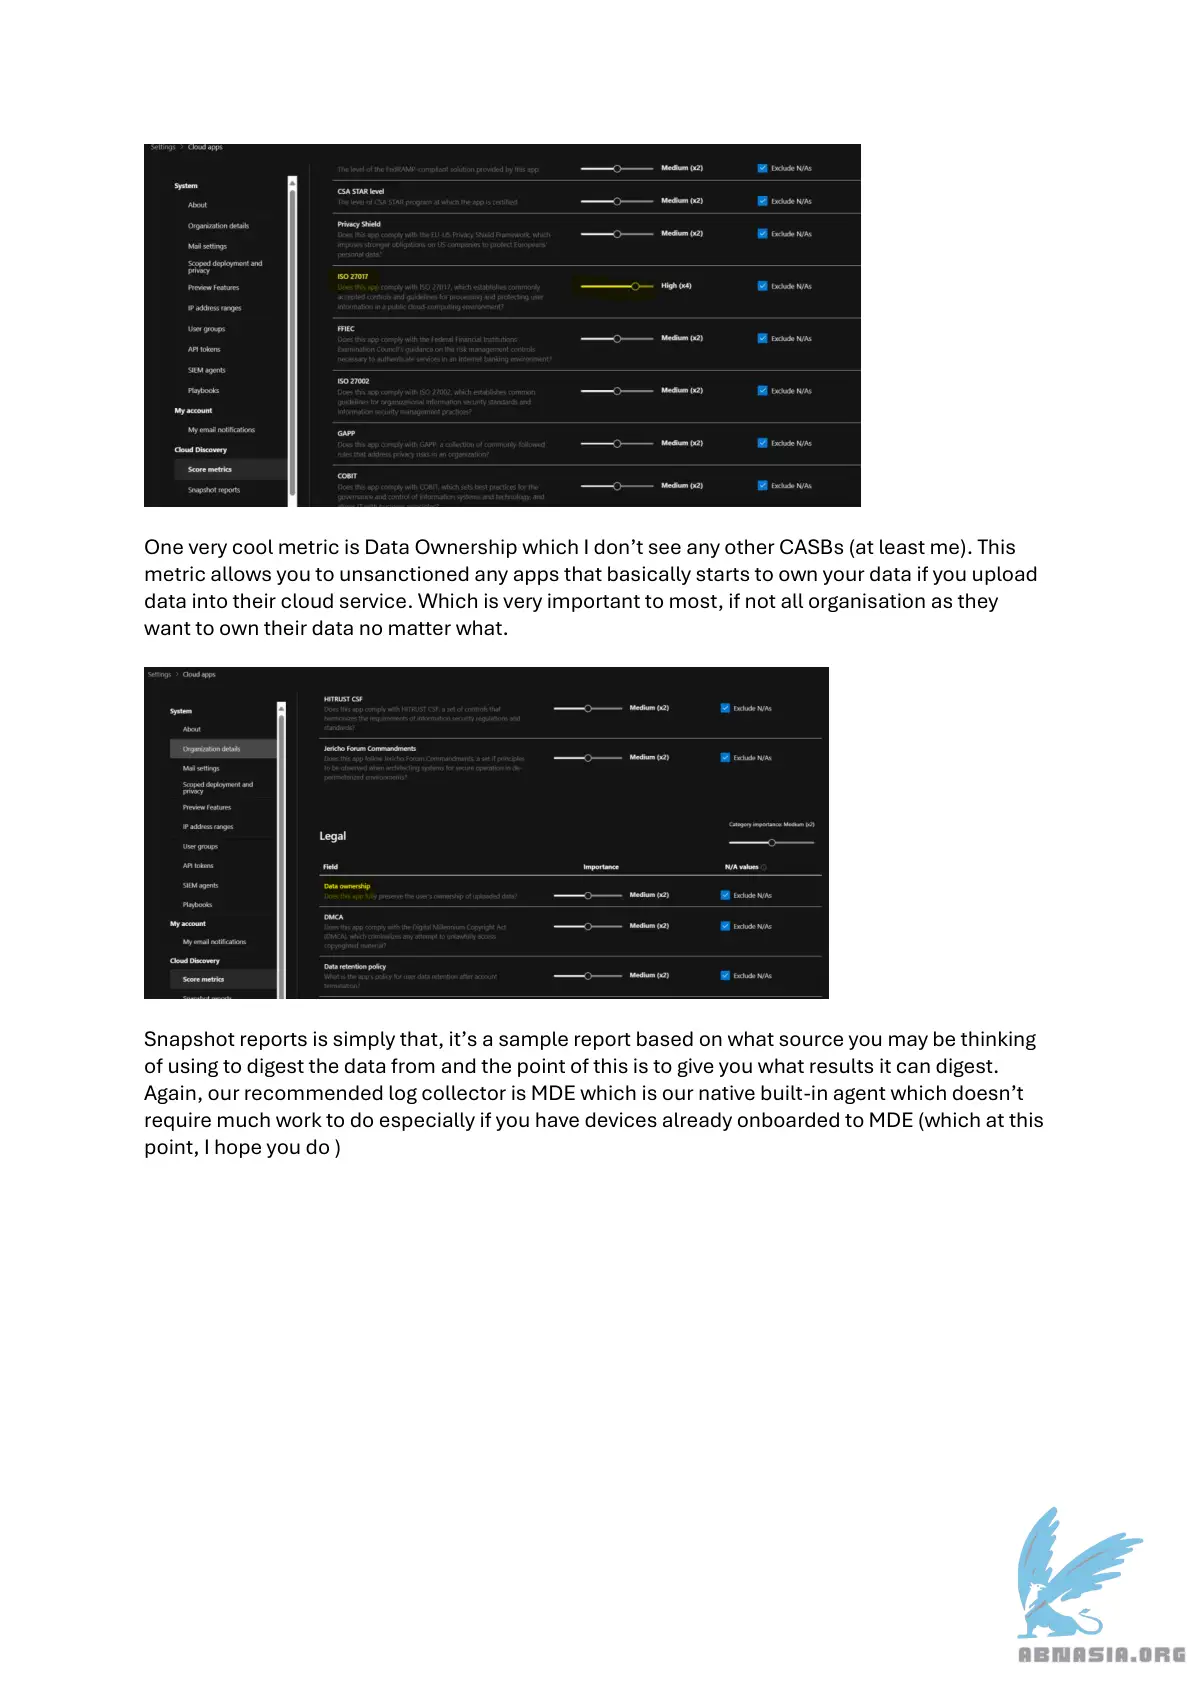 Settings > Cloud apps
System
About
Organization details
Mail settings
Scoped deployment and
privacy
Preview Features
IP address ranges
User groups
API tokens
SIEM agents
Playbooks
My account
My email notifications
Cloud Discovery
Score metrics
Snapshot reports
The level of the FedRAMP-compliant solution provided by this app
Medium (x2)
Exclude N/As
CSA STAR level
The level of CSA STAR program at which the app is certified
Medium (x2)
Exclude N/As
Privacy Shield
Does this app comply with the EU-US Privacy Shield Framework, which
imposes stronger obligations on US companies to protect Europeans'
personal data?
Medium (x2)
Exclude N/As
ISO 27017
Does this app comply with ISO 27017, which establishes commonly
accepted controls and guidelines for processing and protecting user
information in a public cloud-computing environment?
High (x4)
Exclude N/As
FFIEC
Does this app comply with the Federal Financial Institutions
Examination Council's guidance on the risk management controls
necessary to authenticate services in an Internet banking environment?
Medium (x2)
Exclude N/As
ISO 27002
Does this app comply with ISO 27002, which establishes common
guidelines for organizational information security standards and
information security management practices?
Medium (x2)
Exclude N/As
GAPP
Does this app comply with GAPP, a collection of commonly followed
rules that address privacy risks in an organization?
Medium (x2)
Exclude N/As
COBIT
Does this app comply with COBIT, which sets best practices for the
governance and control of information systems and technology, and
Medium (x2)
Exclude N/As
One very cool metric is Data Ownership which I don’t see any other CASBs (at least me). This
metric allows you to unsanctioned any apps that basically starts to own your data if you upload
data into their cloud service. Which is very important to most, if not all organisation as they
want to own their data no matter what.
Settings > Cloud apps
System
About
Organization details
Mail settings
Scoped deployment and
privacy
Preview Features
IP address ranges
User groups
API tokens
SIEM agents
Playbooks
My account
My email notifications
Cloud Discovery
Score metrics
Snapshot reports
HITRUST CSF
Does this app comply with HITRUST CSF, a set of controls that
harmonizes the requirements of information security regulations and
standards?
Medium (x2)
Exclude N/As
Jericho Forum Commandments
Does this app follow Jericho Forum Commandments, a set of principles
to be observed when architecting systems for secure operation in de-
perimeterized environments?
Medium (x2)
Exclude N/As
Legal
Category importance: Medium (x2)
Field
Importance
N/A values
Data ownership
Does this app fully preserve the user's ownership of uploaded data?
Medium (x2)
Exclude N/As
DMCA
Does this app comply with the Digital Millennium Copyright Act
(DMCA), which criminalizes any attempt to unlawfully access
copyrighted material?
Medium (x2)
Exclude N/As
Data retention policy
What is the app's policy for user data retention after account
termination?
Medium (x2)
Exclude N/As
Snapshot reports is simply that, it’s a sample report based on what source you may be thinking
of using to digest the data from and the point of this is to give you what results it can digest.
Again, our recommended log collector is MDE which is our native built-in agent which doesn’t
require much work to do especially if you have devices already onboarded to MDE (which at this
point, I hope you do )
ABNASIA.ORG